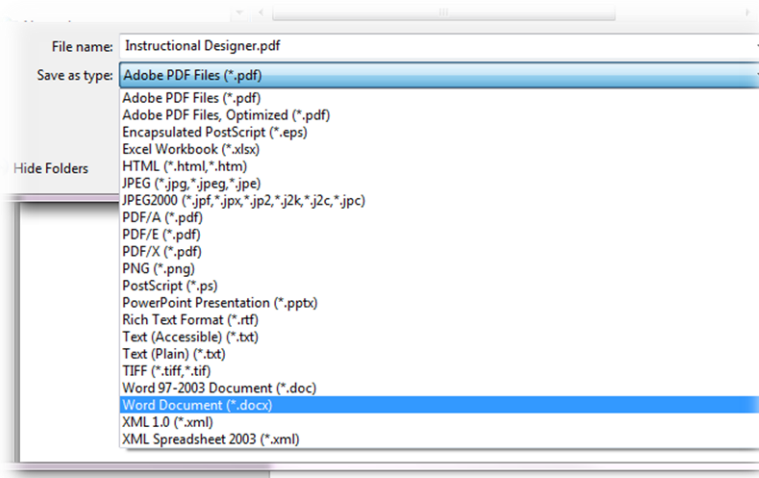 File name: Instructional Designer.pdf
Save as type: Adobe PDF Files (*.pdf)
Adobe PDF Files (*.pdf)
Adobe PDF Files, Optimized (*.pdf)
Encapsulated PostScript (*.eps)
Excel Workbook (*.xlsx)
HTML (*.html,*.htm)
Hide Folders
JPEG (*.jpg,*.jpeg,*.jpe)
JPEG2000 (*.jpf,*.jpx,*.jp2,*.j2k,*.j2c,*.jpc)
PDF/A (*.pdf)
PDF/E (*.pdf)
PDF/X (*.pdf)
PNG (*.png)
PostScript (*.ps)
PowerPoint Presentation (*.pptx)
Rich Text Format (*.rtf)
Text (Accessible) (*.txt)
Text (Plain) (*.txt)
TIFF (*.tiff,*.tif)
Word 97-2003 Document (*.doc)
Word Document (*.docx)
XML 1.0 (*.xml)
XML Spreadsheet 2003 (*.xml)